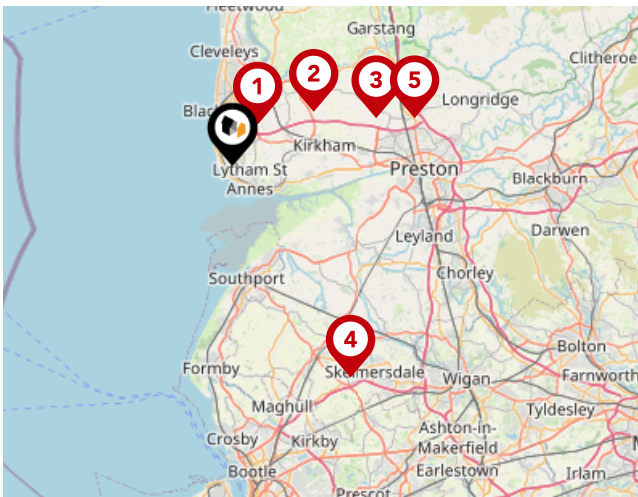 Fleetwood
Garstang
Cleveleys
Clitheroe
1
2
3
5
Longridge
Blac
Kirkham
Lytham St
Annes
Preston
Blackburn
Leyland
Darwen
Southport
Chorley
4
Bolton
Formby
Skelmersdale
Wigan
Farnworth
Maghull
Tyldesley
Crosby
Kirkby
Ashton-in-
Makerfield
Bootle
Earlestown
Irlam
Prescot